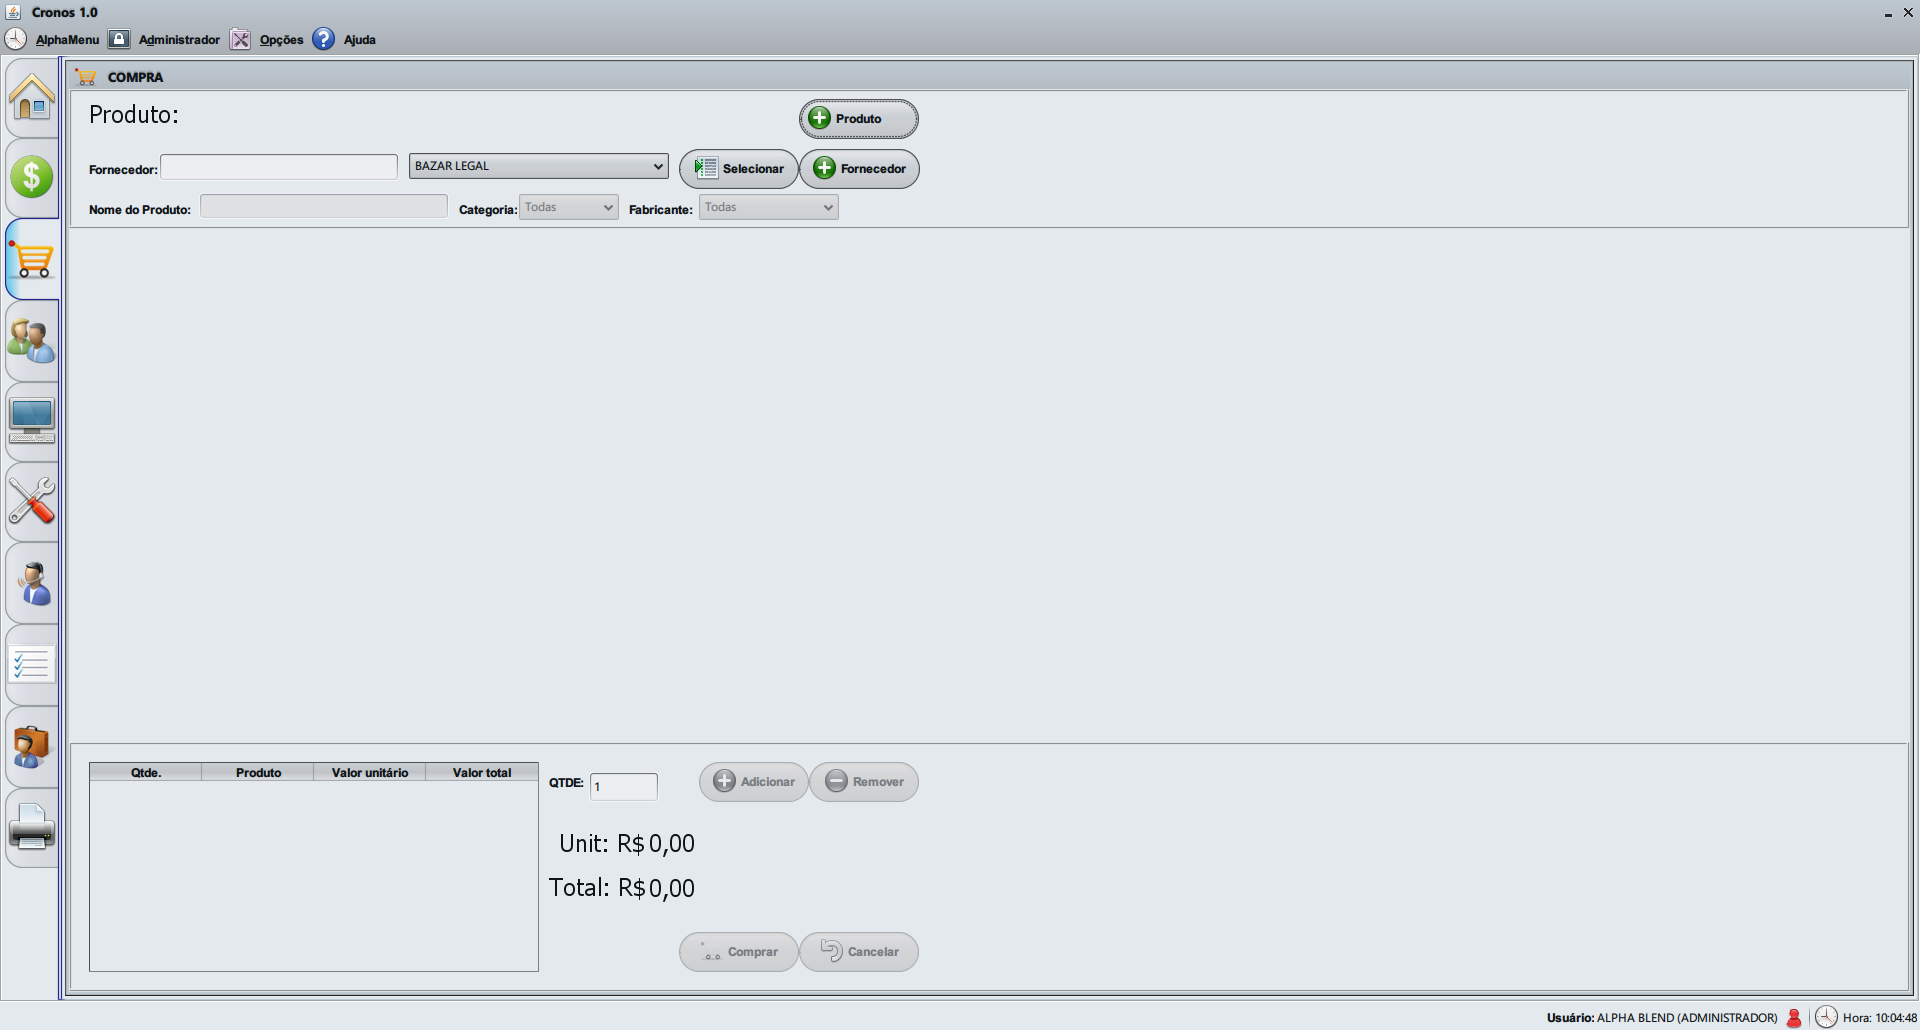 Cronos 1.0
AlphaMenu Administrador Opções Ajuda
COMPRA
Produto:
Produto
Fornecedor: BAZAR LEGAL Selecionar Fornecedor
Nome do Produto: Categoria: Todas Fabricante: Todas
Qtde. Produto Valor unitário Valor total
QTDE: 1 Adicionar Remover
Unit: R$ 0,00
Total: R$ 0,00
Comprar Cancelar
Usuário: ALPHA BLEND (ADMINISTRADOR) Hora: 10:04:48